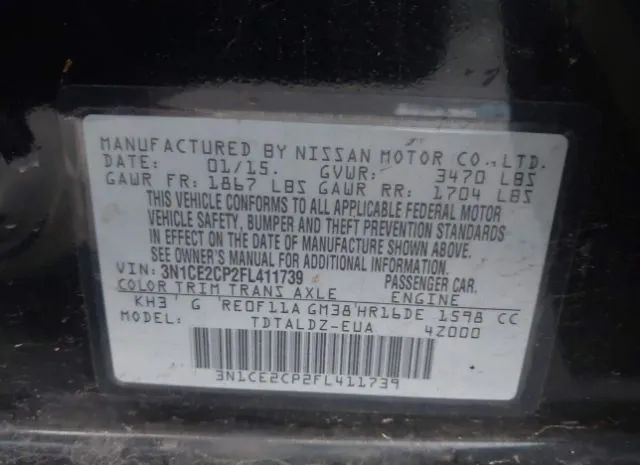 MANUFACTURED BY NISSAN MOTOR CO.,LTD.
DATE: 01/15. GVWR: 3470 LBS
GAWR FR: 1867 LBS GAWR RR: 1704 LBS
THIS VEHICLE CONFORMS TO ALL APPLICABLE FEDERAL MOTOR
VEHICLE SAFETY, BUMPER AND THEFT PREVENTION STANDARDS
IN EFFECT ON THE DATE OF MANUFACTURE SHOWN ABOVE.
SEE OWNER'S MANUAL FOR ADDITIONAL INFORMATION.
VIN: 3N1CE2CP2FL411739 PASSENGER CAR.
COLOR TRIM TRANS AXLE ENGINE
KH3 G RE0F11A GM38 HR16DE 1598 CC
MODEL: TDTALDZ-EUA 4Z000
3N1CE2CP2FL411739